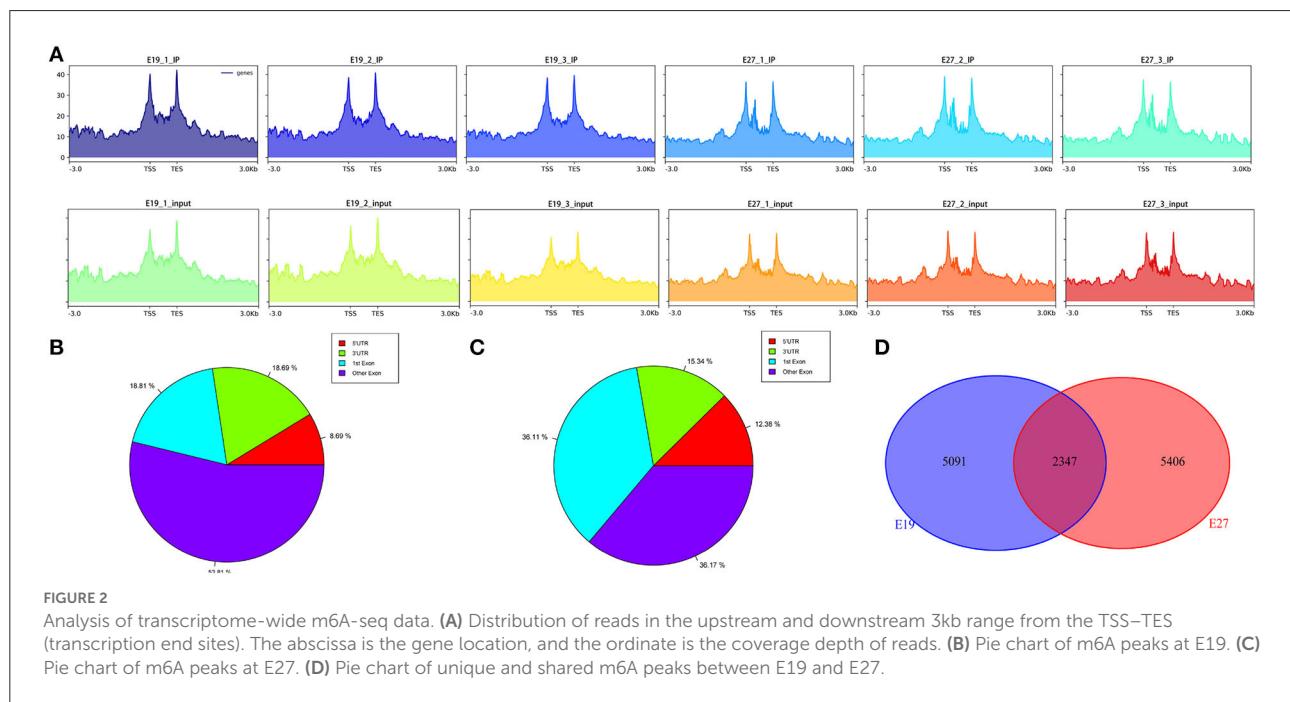 A
E19_1_IP
E19_2_IP
E19_3_IP
E27_1_IP
E27_2_IP
E27_3_IP
genes
40
30
20
10
0
-3.0 TSS TES 3.0Kb
-3.0 TSS TES 3.0Kb
-3.0 TSS TES 3.0Kb
-3.0 TSS TES 3.0Kb
-3.0 TSS TES 3.0Kb
-3.0 TSS TES 3.0Kb
E19_1_input
E19_2_input
E19_3_input
E27_1_input
E27_2_input
E27_3_input
-3.0 TSS TES 3.0Kb
-3.0 TSS TES 3.0Kb
-3.0 TSS TES 3.0Kb
-3.0 TSS TES 3.0Kb
-3.0 TSS TES 3.0Kb
-3.0 TSS TES 3.0Kb
B
5'UTR
3'UTR
1st Exon
Other Exon
18.81 %
18.69 %
8.69 %
53.81 %
C
5'UTR
3'UTR
1st Exon
Other Exon
15.34 %
12.38 %
36.11 %
36.17 %
D
5091
2347
5406
E19
E27
FIGURE 2
Analysis of transcriptome-wide m6A-seq data. (A) Distribution of reads in the upstream and downstream 3kb range from the TSS–TES
(transcription end sites). The abscissa is the gene location, and the ordinate is the coverage depth of reads. (B) Pie chart of m6A peaks at E19. (C)
Pie chart of m6A peaks at E27. (D) Pie chart of unique and shared m6A peaks between E19 and E27.